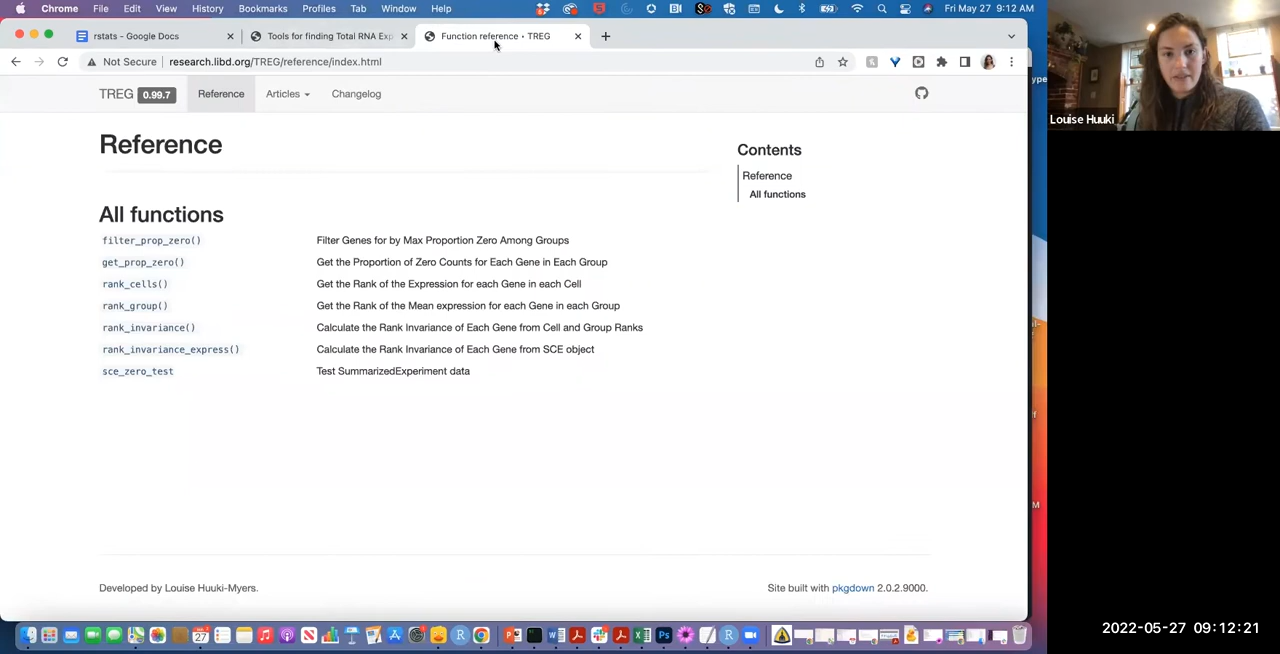 Chrome File Edit View History Bookmarks Profiles Tab Window Help Fri May 27 9:12 AM
rstats - Google Docs Tools for finding Total RNA Exp Function reference • TREG
Not Secure research.libd.org/TREG/reference/index.html
TREG 0.99.7 Reference Articles Changelog
Louise Huuki
Reference
Contents
Reference
All functions
All functions
filter_prop_zero() Filter Genes for by Max Proportion Zero Among Groups
get_prop_zero() Get the Proportion of Zero Counts for Each Gene in Each Group
rank_cells() Get the Rank of the Expression for each Gene in each Cell
rank_group() Get the Rank of the Mean expression for each Gene in each Group
rank_invariance() Calculate the Rank Invariance of Each Gene from Cell and Group Ranks
rank_invariance_express() Calculate the Rank Invariance of Each Gene from SCE object
sce_zero_test Test SummarizedExperiment data
Developed by Louise Huuki-Myers. Site built with pkgdown 2.0.2.9000.
2022-05-27 09:12:21